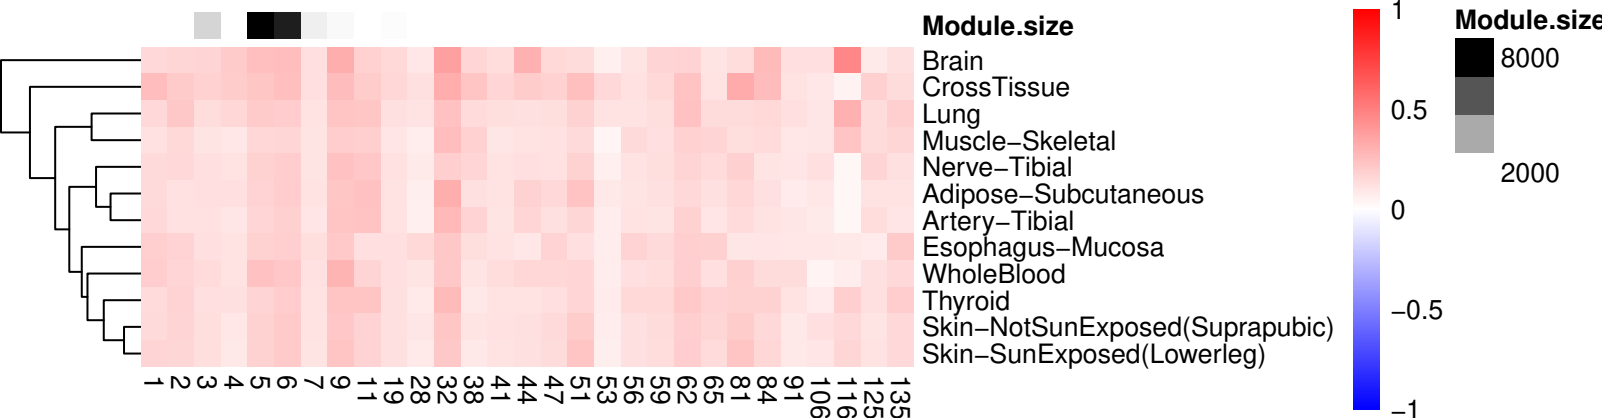 Module.size
Brain
CrossTissue
Lung
Muscle−Skeletal
Nerve−Tibial
Adipose−Subcutaneous
Artery−Tibial
Esophagus−Mucosa
WholeBlood
Thyroid
Skin−NotSunExposed(Suprapubic)
Skin−SunExposed(Lowerleg)
1 2 3 4 5 6 7 9 11 19 28 32 38 41 44 47 51 53 56 59 62 65 81 84 91 106 116 125 135
1
0.5
0
−0.5
−1
Module.size
8000
2000